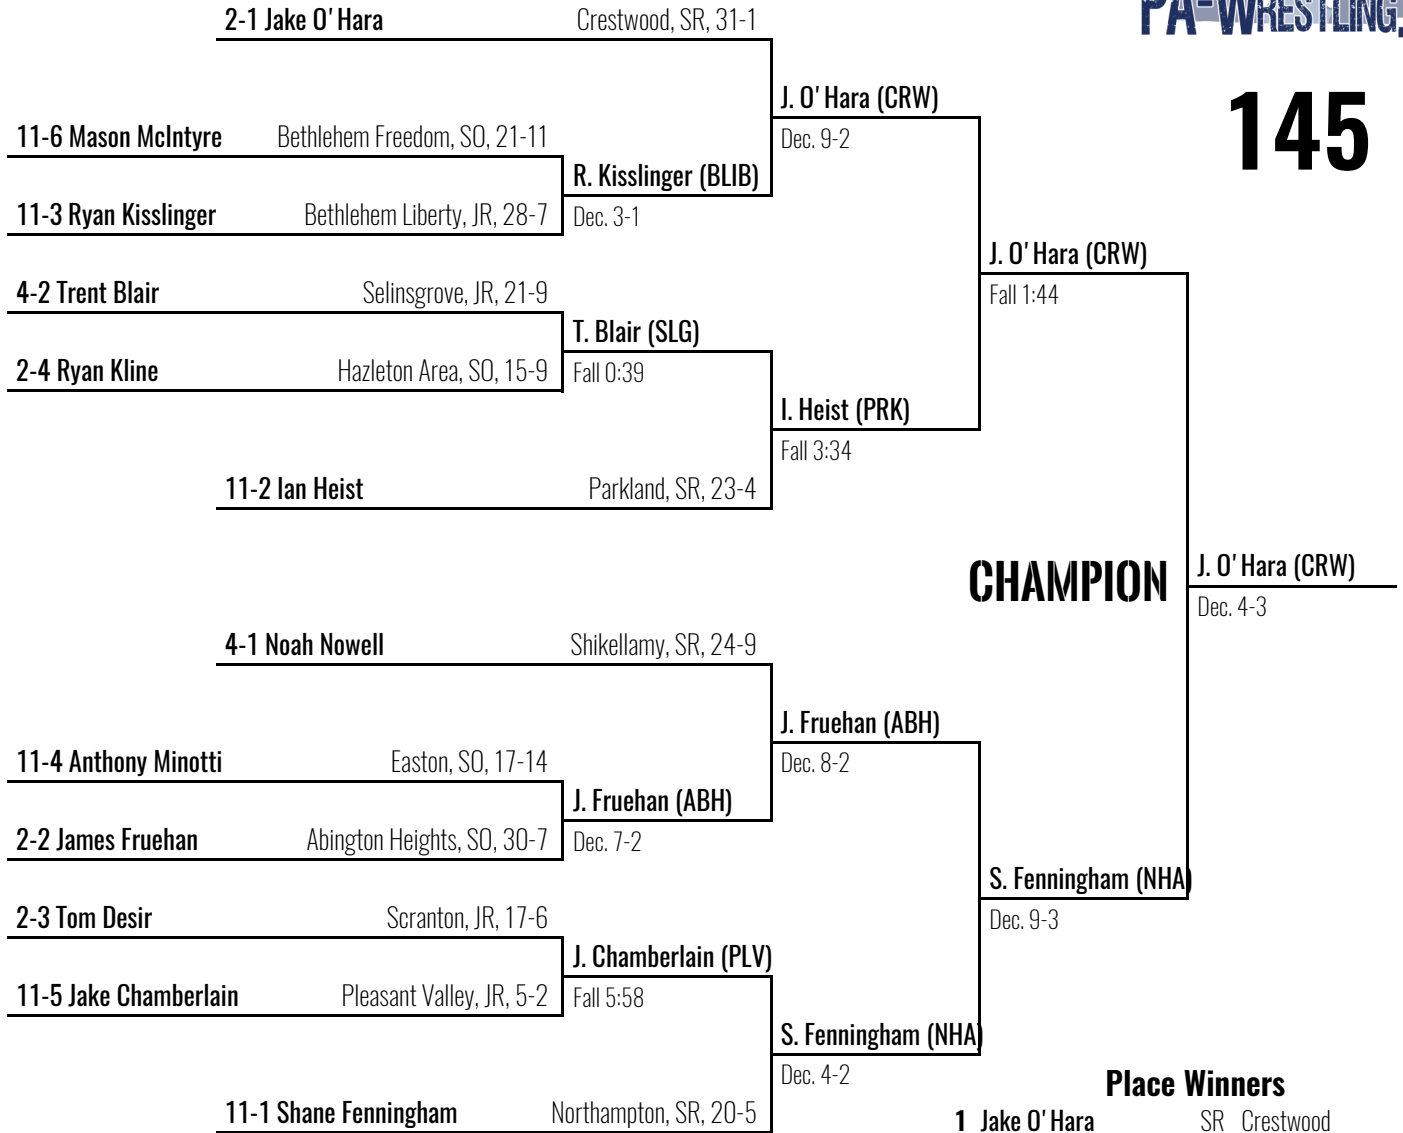 2-1 Jake O'Hara Crestwood, SR, 31-1
PA-WRESTLING.
145
J. O'Hara (CRW)
11-6 Mason McIntyre Bethlehem Freedom, SO, 21-11
Dec. 9-2
R. Kisslinger (BLIB)
11-3 Ryan Kisslinger Bethlehem Liberty, JR, 28-7
Dec. 3-1
J. O'Hara (CRW)
4-2 Trent Blair Selinsgrove, JR, 21-9
Fall 1:44
T. Blair (SLG)
2-4 Ryan Kline Hazleton Area, SO, 15-9
Fall 0:39
I. Heist (PRK)
Fall 3:34
11-2 Ian Heist Parkland, SR, 23-4
CHAMPION
J. O'Hara (CRW)
Dec. 4-3
4-1 Noah Nowell Shikellamy, SR, 24-9
J. Fruehan (ABH)
11-4 Anthony Minotti Easton, SO, 17-14
Dec. 8-2
J. Fruehan (ABH)
2-2 James Fruehan Abington Heights, SO, 30-7
Dec. 7-2
S. Fenningham (NHA)
2-3 Tom Desir Scranton, JR, 17-6
Dec. 9-3
J. Chamberlain (PLV)
11-5 Jake Chamberlain Pleasant Valley, JR, 5-2
Fall 5:58
S. Fenningham (NHA)
Dec. 4-2
11-1 Shane Fenningham Northampton, SR, 20-5
Place Winners
1 Jake O'Hara SR Crestwood